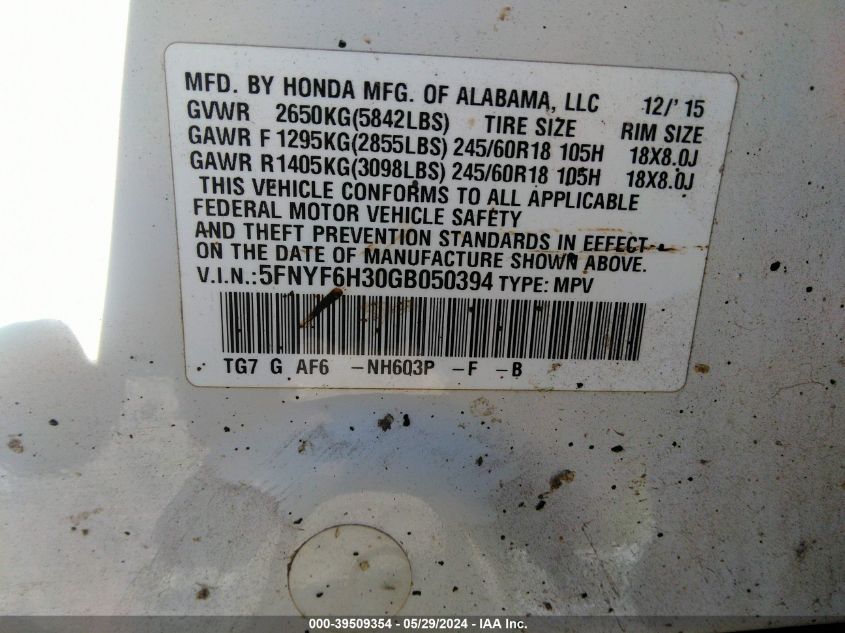 MFD. BY HONDA MFG. OF ALABAMA, LLC 12/' 15
GVWR 2650KG(5842LBS) TIRE SIZE RIM SIZE
GAWR F 1295KG(2855LBS) 245/60R18 105H 18X8.0J
GAWR R 1405KG(3098LBS) 245/60R18 105H 18X8.0J
THIS VEHICLE CONFORMS TO ALL APPLICABLE
FEDERAL MOTOR VEHICLE SAFETY
AND THEFT PREVENTION STANDARDS IN EFFECT
ON THE DATE OF MANUFACTURE SHOWN ABOVE.
V.I.N.:5FNYF6H30GB050394 TYPE: MPV
TG7 G AF6 -NH603P -F -B
000-39509354 - 05/29/2024 - IAA Inc.